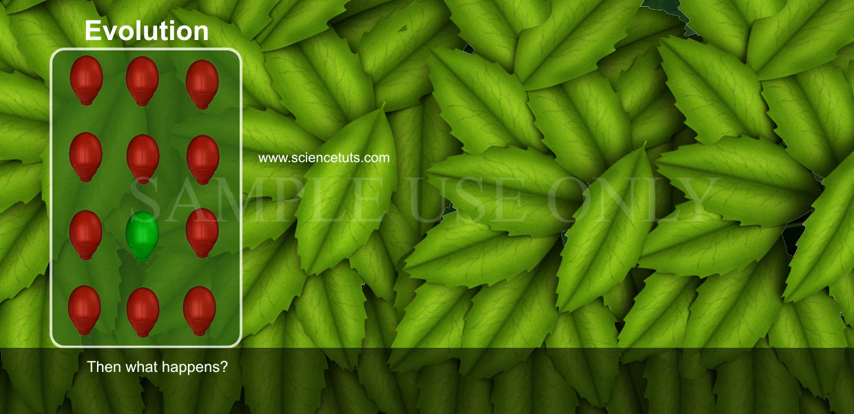 Evolution
www.sciencetuts.com
SAMPLE USE ONLY
Then what happens?